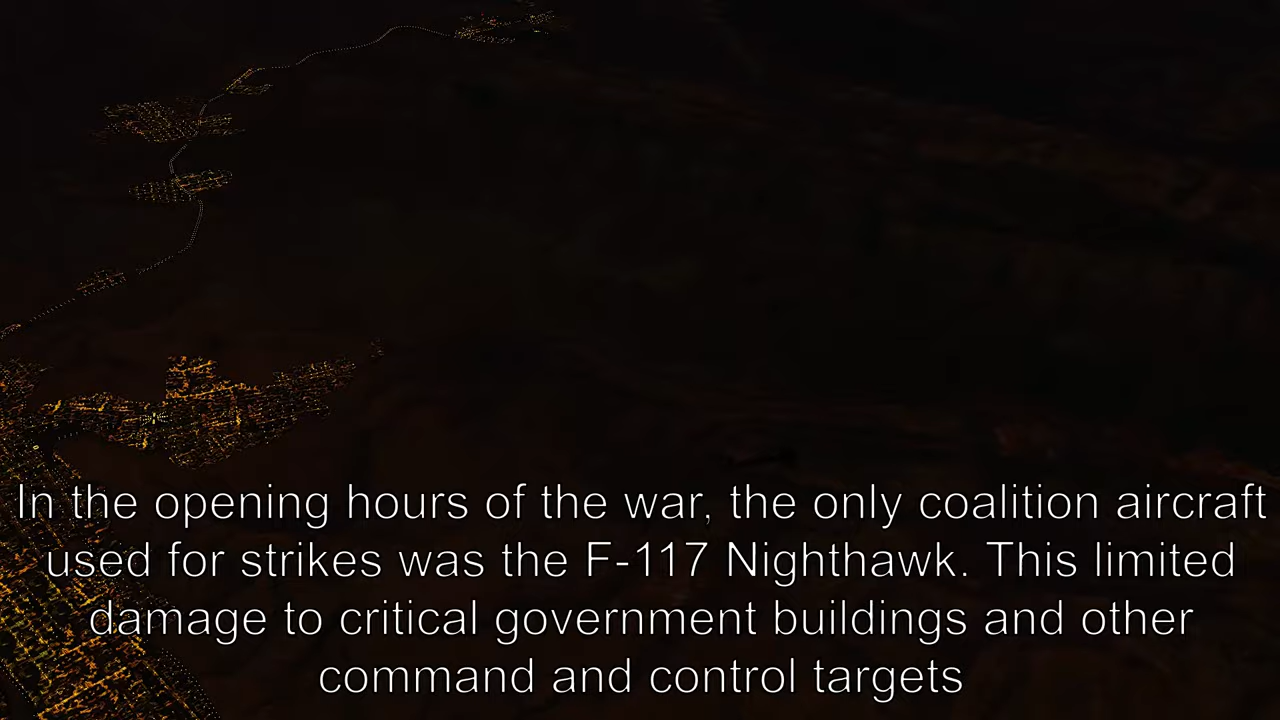 In the opening hours of the war, the only coalition aircraft
used for strikes was the F-117 Nighthawk. This limited
damage to critical government buildings and other
command and control targets